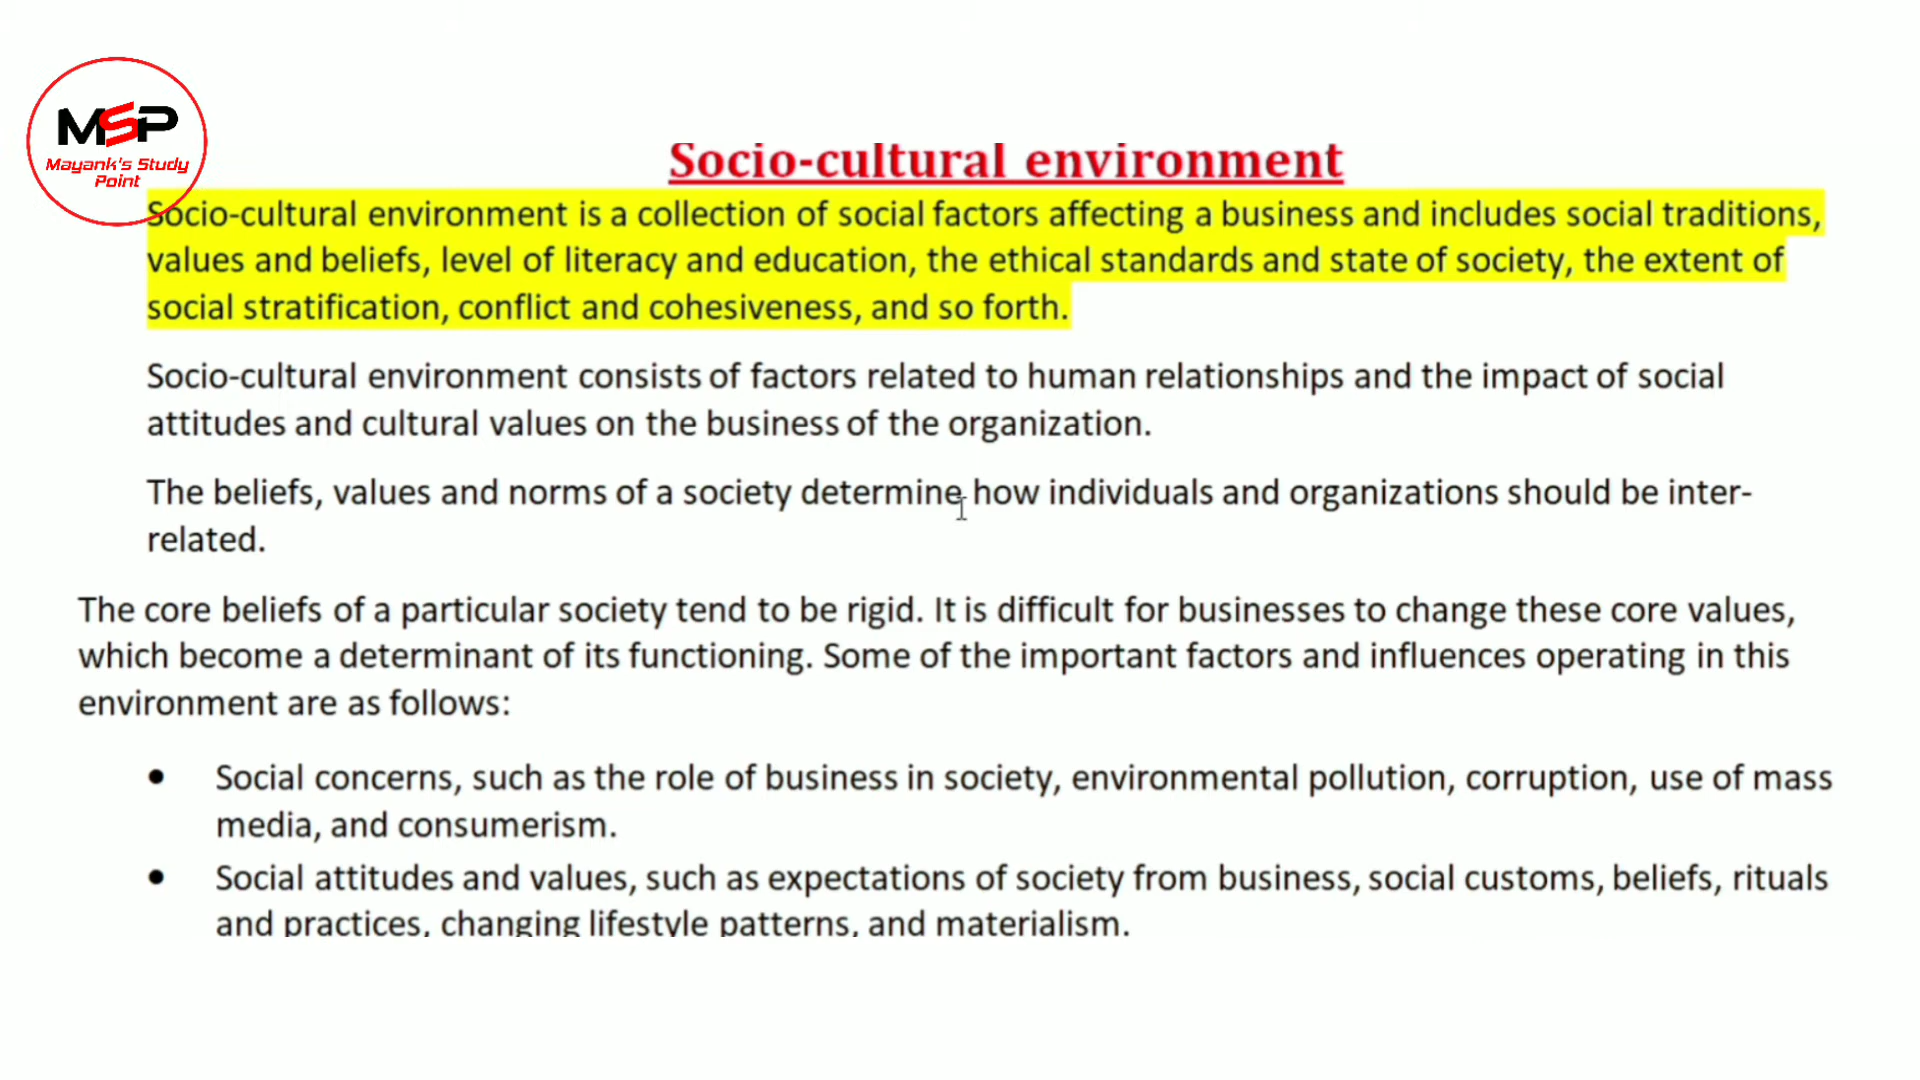 MSP
Mayank's Study
Point
Socio-cultural environment
Socio-cultural environment is a collection of social factors affecting a business and includes social traditions,
values and beliefs, level of literacy and education, the ethical standards and state of society, the extent of
social stratification, conflict and cohesiveness, and so forth.
Socio-cultural environment consists of factors related to human relationships and the impact of social
attitudes and cultural values on the business of the organization.
The beliefs, values and norms of a society determine how individuals and organizations should be inter-
related.
The core beliefs of a particular society tend to be rigid. It is difficult for businesses to change these core values,
which become a determinant of its functioning. Some of the important factors and influences operating in this
environment are as follows:
• Social concerns, such as the role of business in society, environmental pollution, corruption, use of mass
media, and consumerism.
• Social attitudes and values, such as expectations of society from business, social customs, beliefs, rituals
and practices, changing lifestyle patterns, and materialism.